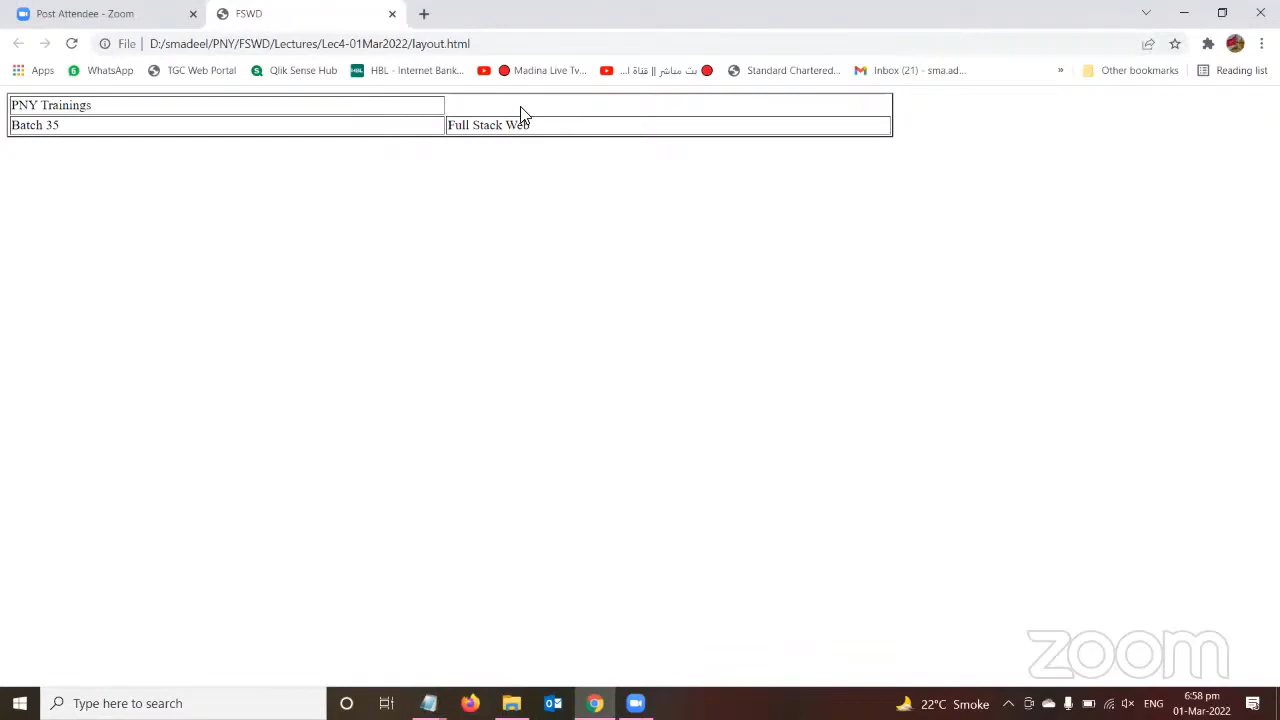 Post Attendee - Zoom
FSWD
File D:/smadeel/PNY/FSWD/Lectures/Lec4-01Mar2022/layout.html
Apps WhatsApp TGC Web Portal Qlik Sense Hub HBL - Internet Bank... Madina Live Tv... بث مباشر || قناة ا... Standard Chartered... Inbox (21) - sma.ad... » Other bookmarks Reading list
PNY Trainings
Batch 35 Full Stack Web
zoom
Type here to search 22°C Smoke ENG 6:58 pm
01-Mar-2022